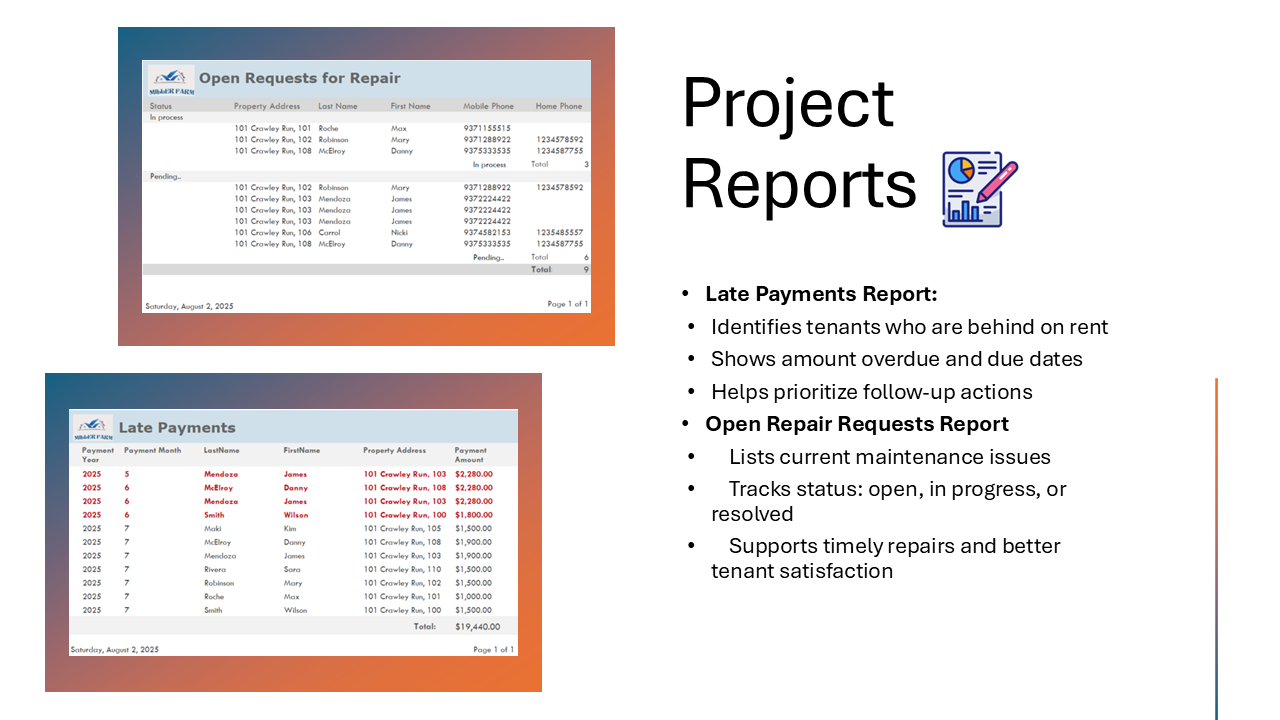 MILLER FARM
Open Requests for Repair
Status Property Address Last Name First Name Mobile Phone Home Phone
In process
101 Crawley Run, 101 Roche Max 9371155515
101 Crawley Run, 102 Robinson Mary 9371288922 1234578592
101 Crawley Run, 108 McElroy Danny 9375333535 1234587755
In process Total 3
Pending..
101 Crawley Run, 102 Robinson Mary 9371288922 1234578592
101 Crawley Run, 103 Mendoza James 9372224422
101 Crawley Run, 103 Mendoza James 9372224422
101 Crawley Run, 103 Mendoza James 9372224422
101 Crawley Run, 106 Carrol Nicki 9374582153 1235485557
101 Crawley Run, 108 McElroy Danny 9375333535 1234587755
Pending.. Total 6
Total: 9
Saturday, August 2, 2025 Page 1 of 1
MILLER FARM
Late Payments
Payment Year Payment Month LastName FirstName Property Address Payment Amount
2025 5 Mendoza James 101 Crawley Run, 103 $2,280.00
2025 6 McElroy Danny 101 Crawley Run, 108 $2,280.00
2025 6 Mendoza James 101 Crawley Run, 103 $2,280.00
2025 6 Smith Wilson 101 Crawley Run, 100 $1,800.00
2025 7 Maki Kim 101 Crawley Run, 105 $1,500.00
2025 7 McElroy Danny 101 Crawley Run, 108 $1,900.00
2025 7 Mendoza James 101 Crawley Run, 103 $1,900.00
2025 7 Rivera Sara 101 Crawley Run, 110 $1,500.00
2025 7 Robinson Mary 101 Crawley Run, 102 $1,500.00
2025 7 Roche Max 101 Crawley Run, 101 $1,000.00
2025 7 Smith Wilson 101 Crawley Run, 100 $1,500.00
Total: $19,440.00
Saturday, August 2, 2025 Page 1 of 1
Project
Reports
• Late Payments Report:
• Identifies tenants who are behind on rent
• Shows amount overdue and due dates
• Helps prioritize follow-up actions
• Open Repair Requests Report
• Lists current maintenance issues
• Tracks status: open, in progress, or
resolved
• Supports timely repairs and better
tenant satisfaction